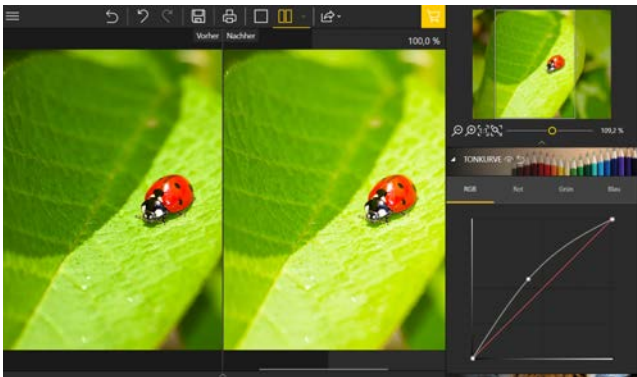 Vorher Nachher
100,0 %
109,2 %
TONKURVE
RGB Rot Grün Blau